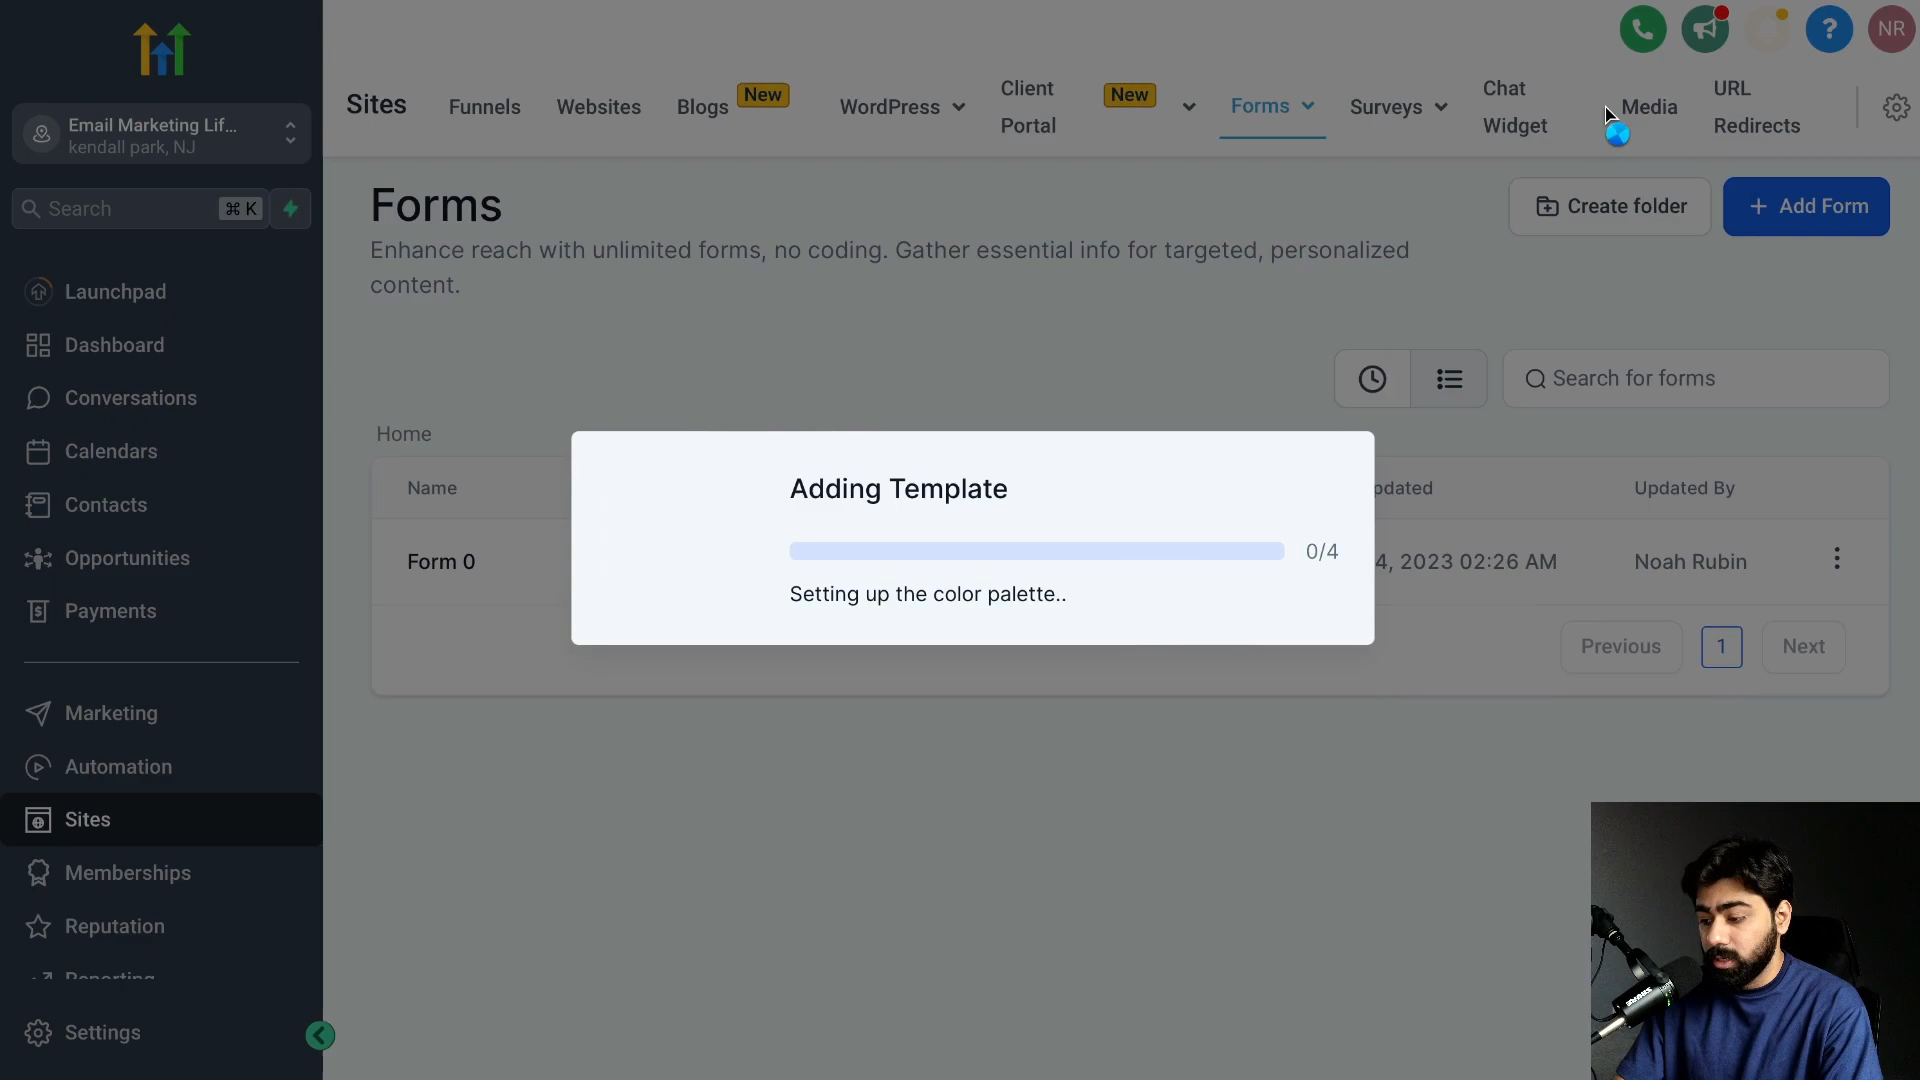 NR
Sites
Funnels
Websites
Blogs
New
WordPress
Client
Portal
New
Forms
Surveys
Chat
Widget
Media
URL
Redirects
Email Marketing Lif...
kendall park, NJ
Search
⌘ K
Launchpad
Dashboard
Conversations
Calendars
Contacts
Opportunities
Payments
Marketing
Automation
Sites
Memberships
Reputation
Reporting
Settings
Forms
Enhance reach with unlimited forms, no coding. Gather essential info for targeted, personalized
content.
Create folder
+ Add Form
Search for forms
Home
Name
pdated
Updated By
Form 0
4, 2023 02:26 AM
Noah Rubin
Previous
1
Next
Adding Template
0/4
Setting up the color palette..